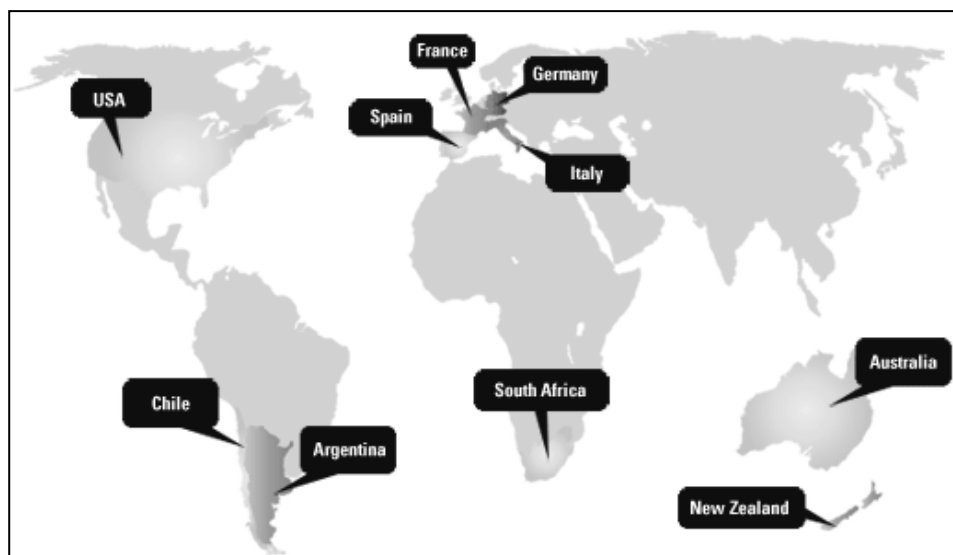 France
Germany
USA
Spain
Italy
Australia
South Africa
Chile
Argentina
New Zealand